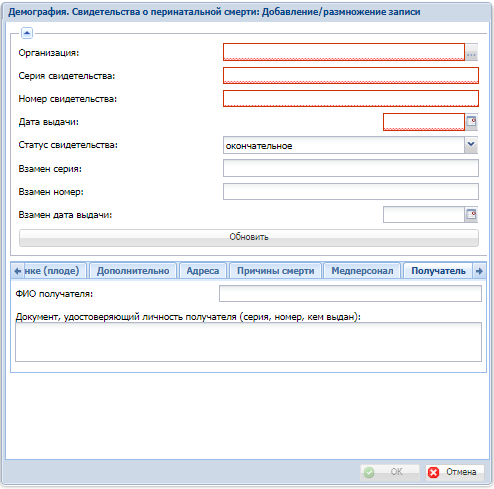 Демография. Свидетельства о перинатальной смерти: Добавление/размножение записи
Организация:
...
Серия свидетельства:
Номер свидетельства:
Дата выдачи:
Статус свидетельства:
окончательное
Взамен серия:
Взамен номер:
Взамен дата выдачи:
Обновить
нке (плоде) Дополнительно Адреса Причины смерти Медперсонал Получатель
ФИО получателя:
Документ, удостоверяющий личность получателя (серия, номер, кем выдан):
OK Отмена